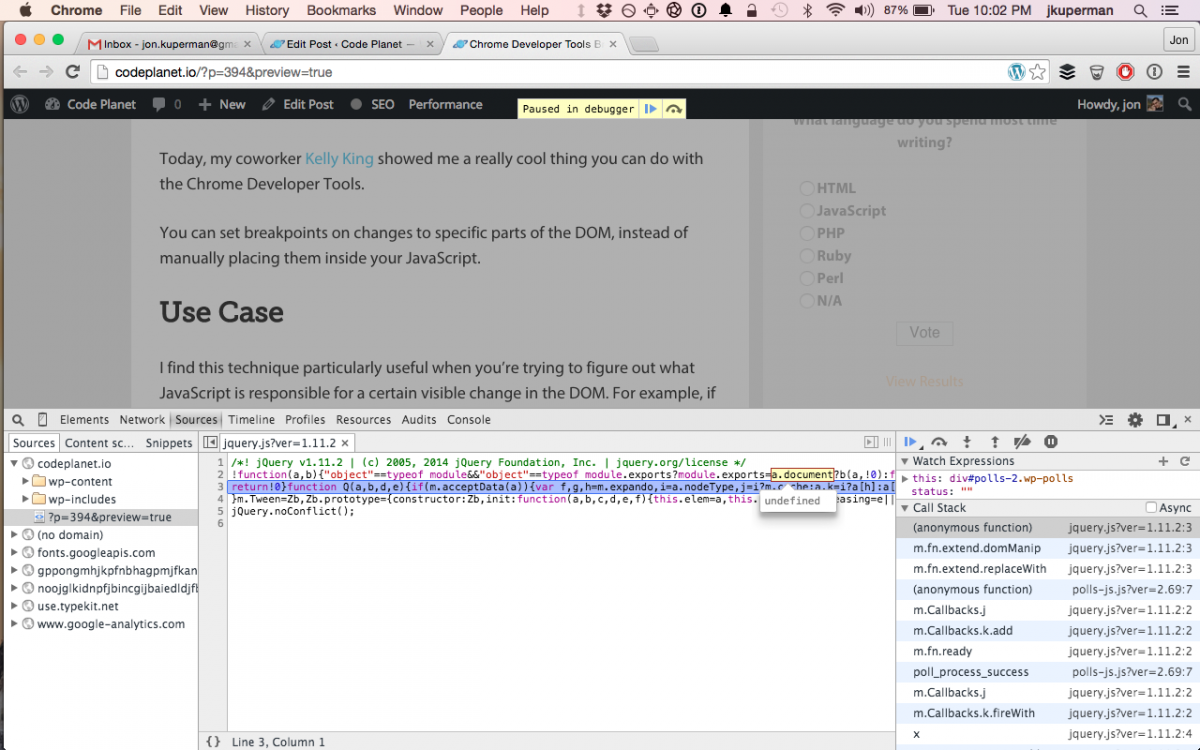 Chrome File Edit View History Bookmarks Window People Help 87% Tue 10:02 PM jkuperman
Inbox - jon.kuperman@gm × Edit Post ‹ Code Planet — × Chrome Developer Tools B × Jon
codeplanet.io/?p=394&preview=true
Code Planet 0 + New Edit Post SEO Performance Howdy, jon
Paused in debugger
Today, my coworker Kelly King showed me a really cool thing you can do with
the Chrome Developer Tools.
You can set breakpoints on changes to specific parts of the DOM, instead of
manually placing them inside your JavaScript.
Use Case
I find this technique particularly useful when you're trying to figure out what
JavaScript is responsible for a certain visible change in the DOM. For example, if
What language do you spend most time
writing?
HTML
JavaScript
PHP
Ruby
Perl
N/A
Vote
View Results
Elements Network Sources Timeline Profiles Resources Audits Console
Sources Content sc... Snippets
codeplanet.io
wp-content
wp-includes
?p=394&preview=true
(no domain)
fonts.googleapis.com
gppongmhjkpfnbhagpmjfkan
noojglkidnpfjbincgijbaiedldjfb
use.typekit.net
www.google-analytics.com
jquery.js?ver=1.11.2 ×
1 /*! jQuery v1.11.2 | (c) 2005, 2014 jQuery Foundation, Inc. | jquery.org/license */
2 !function(a,b){"object"==typeof module&&"object"==typeof module.exports?module.exports=a.document?b(a,!0):f
3 return!0}function Q(a,b,d,e){if(m.acceptData(a)){var f,g,h=m.expando,i=a.nodeType,j=i?m.cache:a,k=i?a[h]:a[
4 }m.Tween=Zb,Zb.prototype={constructor:Zb,init:function(a,b,c,d,e,f){this.elem=a,this. easing=e||
5 jQuery.noConflict();
6
undefined
{} Line 3, Column 1
Watch Expressions
this: div#polls-2.wp-polls
status: ""
Call Stack Async
(anonymous function) jquery.js?ver=1.11.2:3
m.fn.extend.domManip jquery.js?ver=1.11.2:3
m.fn.extend.replaceWith jquery.js?ver=1.11.2:3
(anonymous function) polls-js.js?ver=2.69:7
m.Callbacks.j jquery.js?ver=1.11.2:2
m.Callbacks.k.add jquery.js?ver=1.11.2:2
m.fn.ready jquery.js?ver=1.11.2:2
poll_process_success polls-js.js?ver=2.69:7
m.Callbacks.j jquery.js?ver=1.11.2:2
m.Callbacks.k.fireWith jquery.js?ver=1.11.2:2
x jquery.js?ver=1.11.2:4